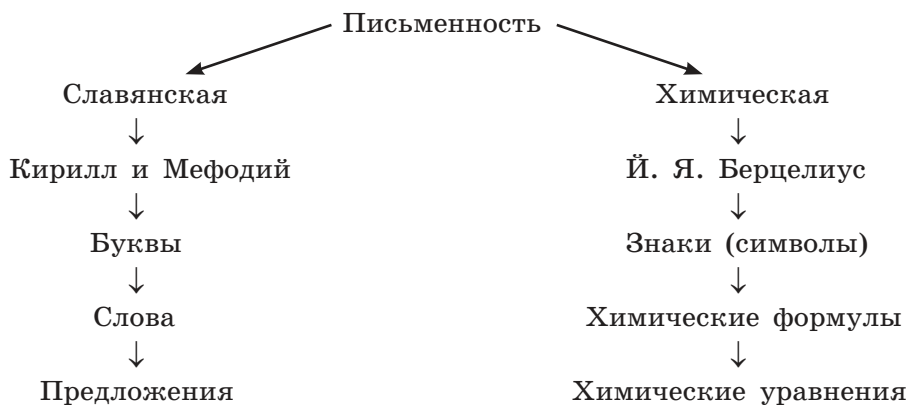 Письменность
Славянская Химическая
↓ ↓
Кирилл и Мефодий Й. Я. Берцелиус
↓ ↓
Буквы Знаки (символы)
↓ ↓
Слова Химические формулы
↓ ↓
Предложения Химические уравнения